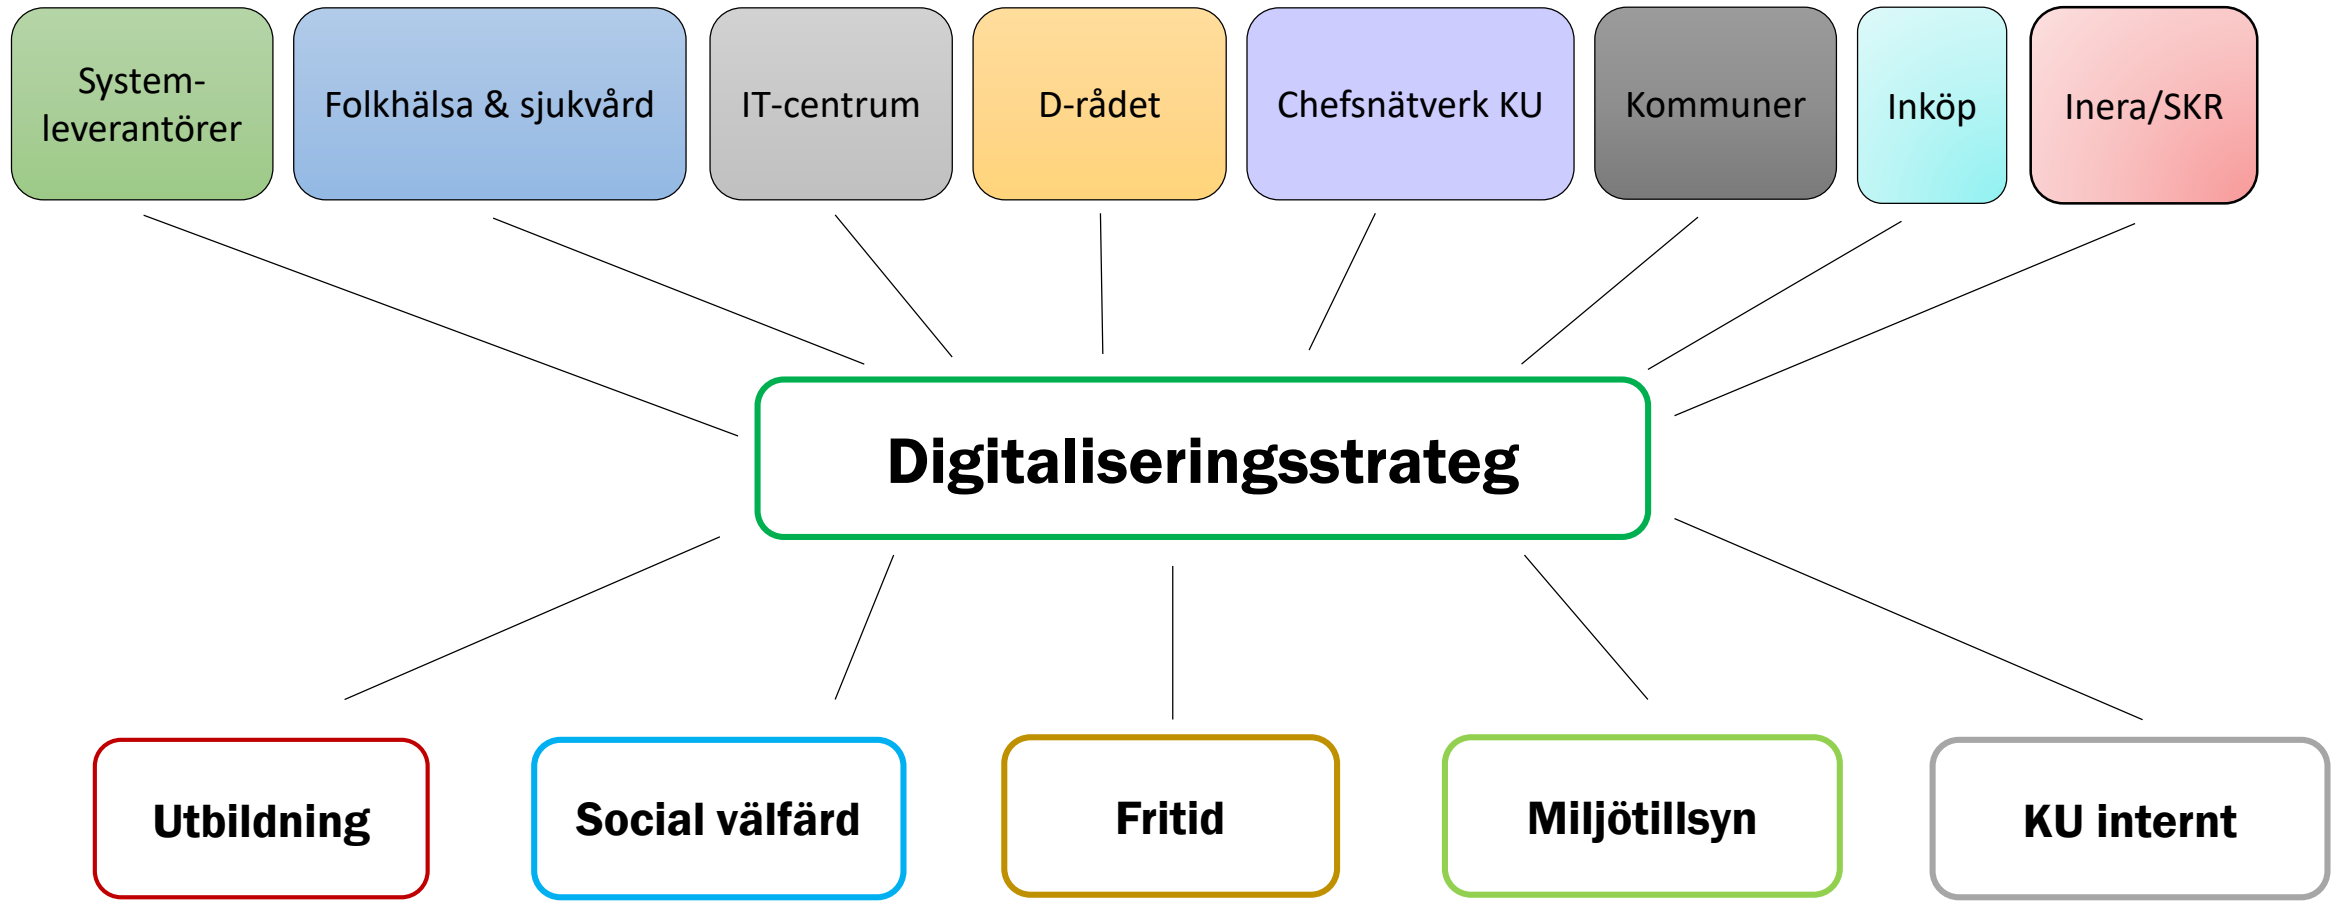 System-
leverantörer
Folkhälsa & sjukvård
IT-centrum
D-rådet
Chefsnätverk KU
Kommuner
Inköp
Inera/SKR
Digitaliseringsstrateg
Utbildning
Social välfärd
Fritid
Miljötillsyn
KU internt